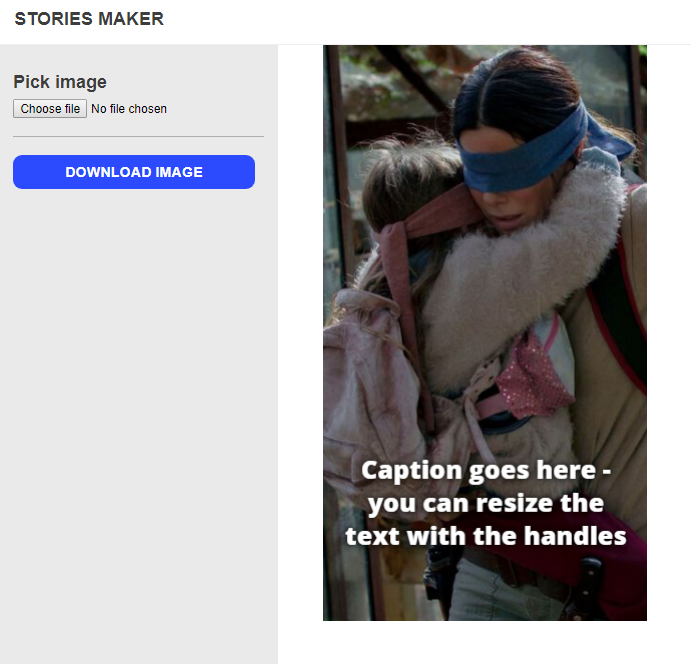 STORIES MAKER
Pick image
Choose file No file chosen
DOWNLOAD IMAGE
Caption goes here -
you can resize the
text with the handles